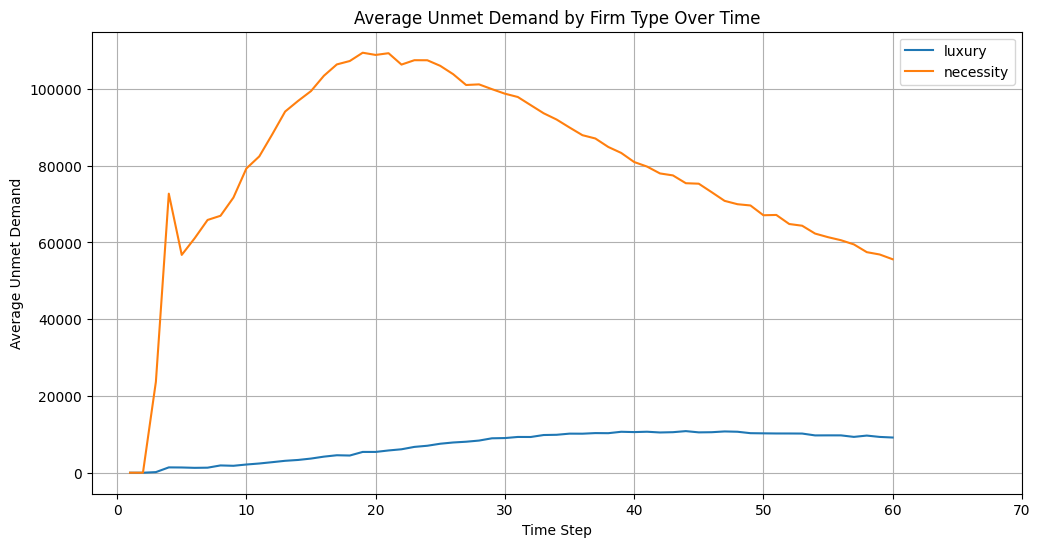 Average Unmet Demand by Firm Type Over Time
luxury
necessity
Average Unmet Demand
100000
80000
60000
40000
20000
0
0 10 20 30 40 50 60 70
Time Step